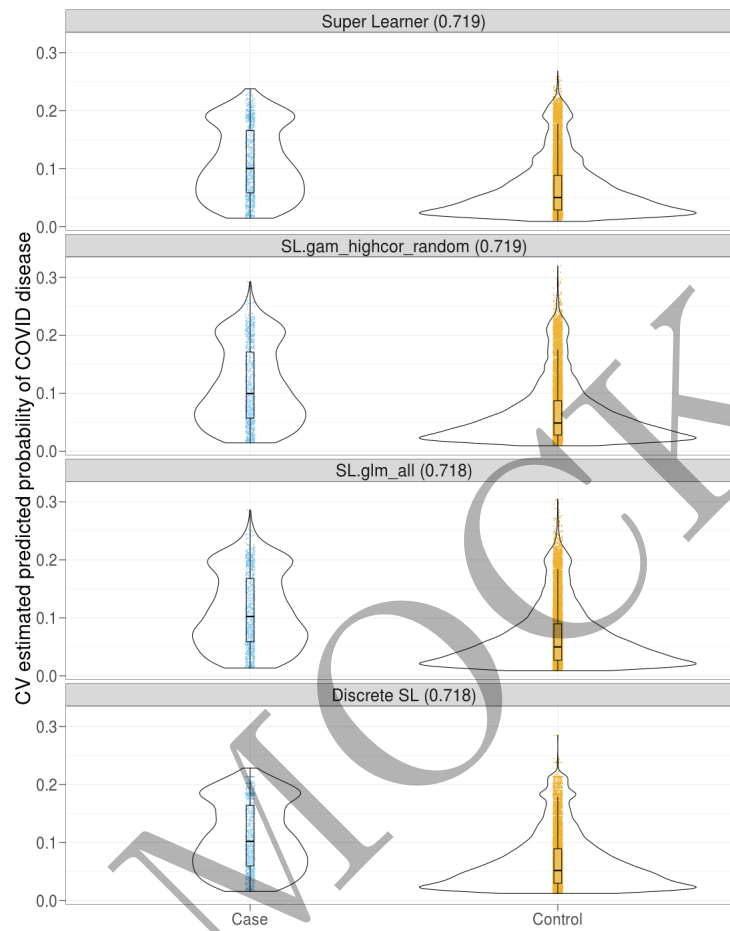 Super Learner (0.719)
0.3
0.2
0.1
0.0
SL.gam_highcor_random (0.719)
0.3
0.2
0.1
0.0
SL.glm_all (0.718)
0.3
0.2
0.1
0.0
Discrete SL (0.718)
0.3
0.2
0.1
0.0
Case
Control
CV estimated predicted probability of COVID disease
MOCK